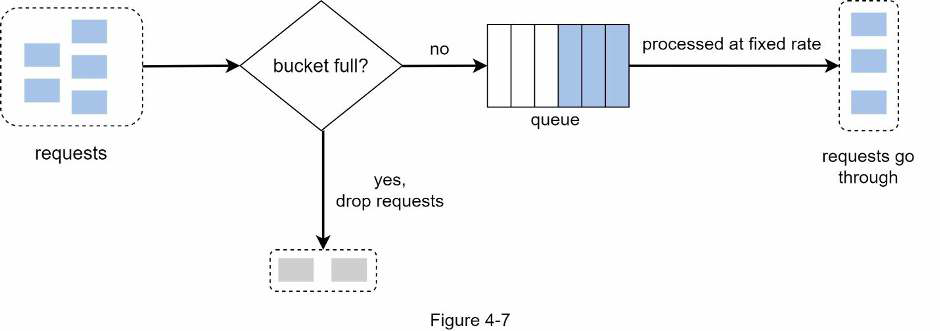 requests
bucket full?
no
yes,
drop requests
queue
processed at fixed rate
requests go
through
Figure 4-7